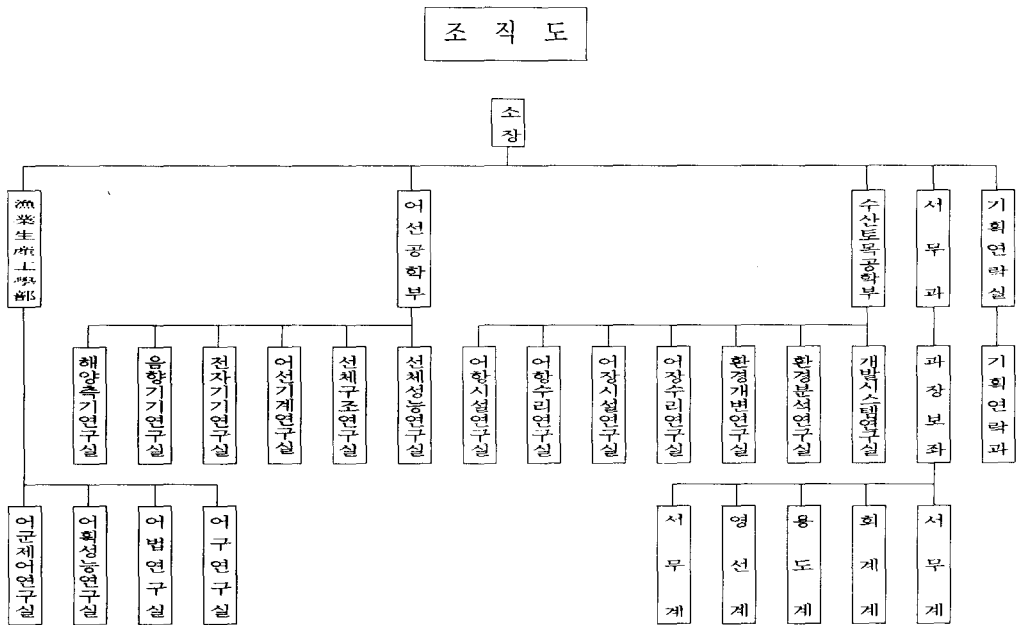 조 직 도
소장
漁業生産工學部
어선공학부
수산토목공학부
서무과
기획연락실
해양측기연구실
음향기기연구실
전자기기연구실
어선기계연구실
선체구조연구실
선체성능연구실
어항시설연구실
어항수리연구실
어장시설연구실
어장수리연구실
환경개변연구실
환경분석연구실
개발시스템연구실
과장보좌
기획연락과
어군제어연구실
어획성능연구실
어법연구실
어구연구실
서무계
영선계
용도계
회계계
서무계